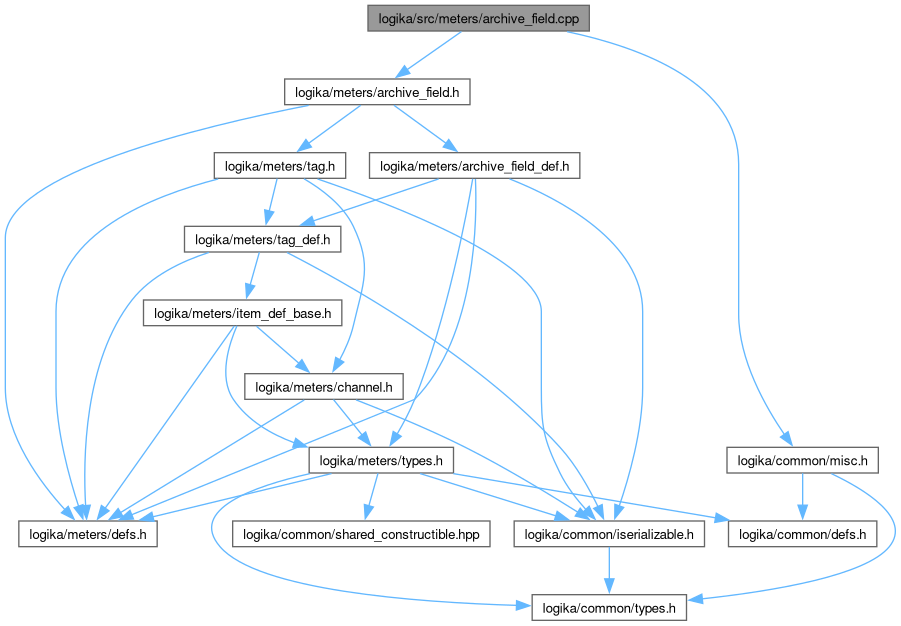 logika/src/meters/archive_field.cpp
logika/meters/archive_field.h
logika/meters/tag.h
logika/meters/archive_field_def.h
logika/meters/tag_def.h
logika/meters/item_def_base.h
logika/meters/channel.h
logika/meters/types.h
logika/common/misc.h
logika/meters/defs.h
logika/common/shared_constructible.hpp
logika/common/iserializable.h
logika/common/defs.h
logika/common/types.h